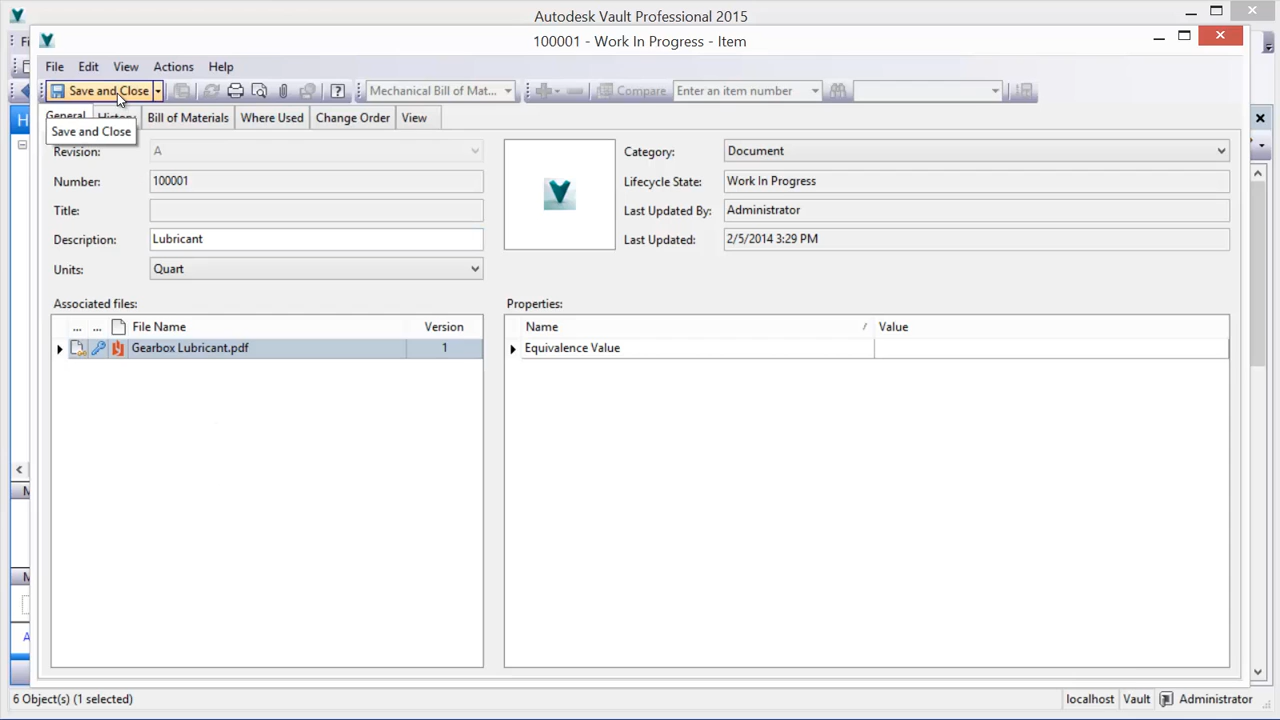 Autodesk Vault Professional 2015
100001 - Work In Progress - Item
File Edit View Actions Help
Save and Close Mechanical Bill of Mat... Compare Enter an item number
General History Bill of Materials Where Used Change Order View
Save and Close
Revision: A Category: Document
Number: 100001 Lifecycle State: Work In Progress
Title: Last Updated By: Administrator
Description: Lubricant Last Updated: 2/5/2014 3:29 PM
Units: Quart
Associated files: Properties:
... ... File Name Version Name / Value
Gearbox Lubricant.pdf 1 Equivalence Value
6 Object(s) (1 selected) localhost Vault Administrator